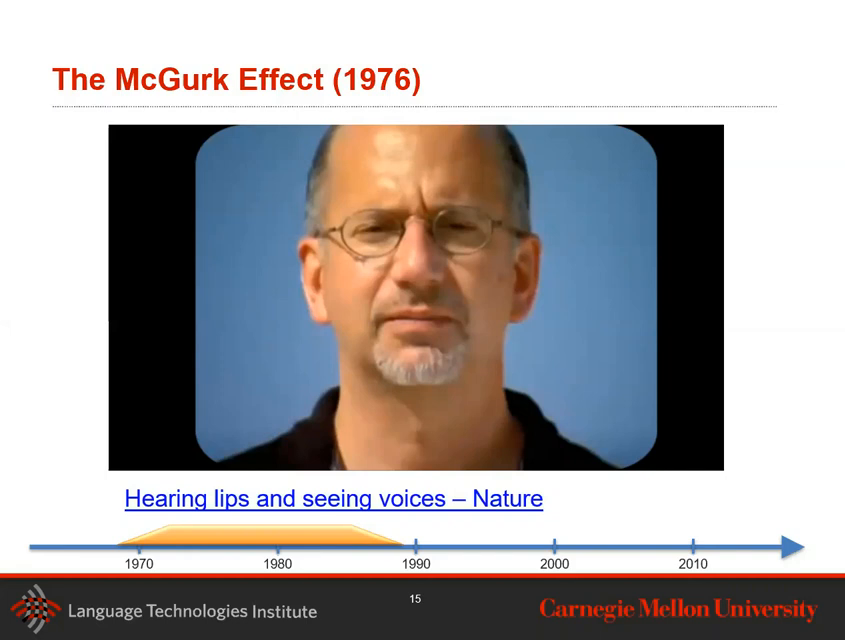 The McGurk Effect (1976)
Hearing lips and seeing voices – Nature
1970 1980 1990 2000 2010
Language Technologies Institute
15
Carnegie Mellon University